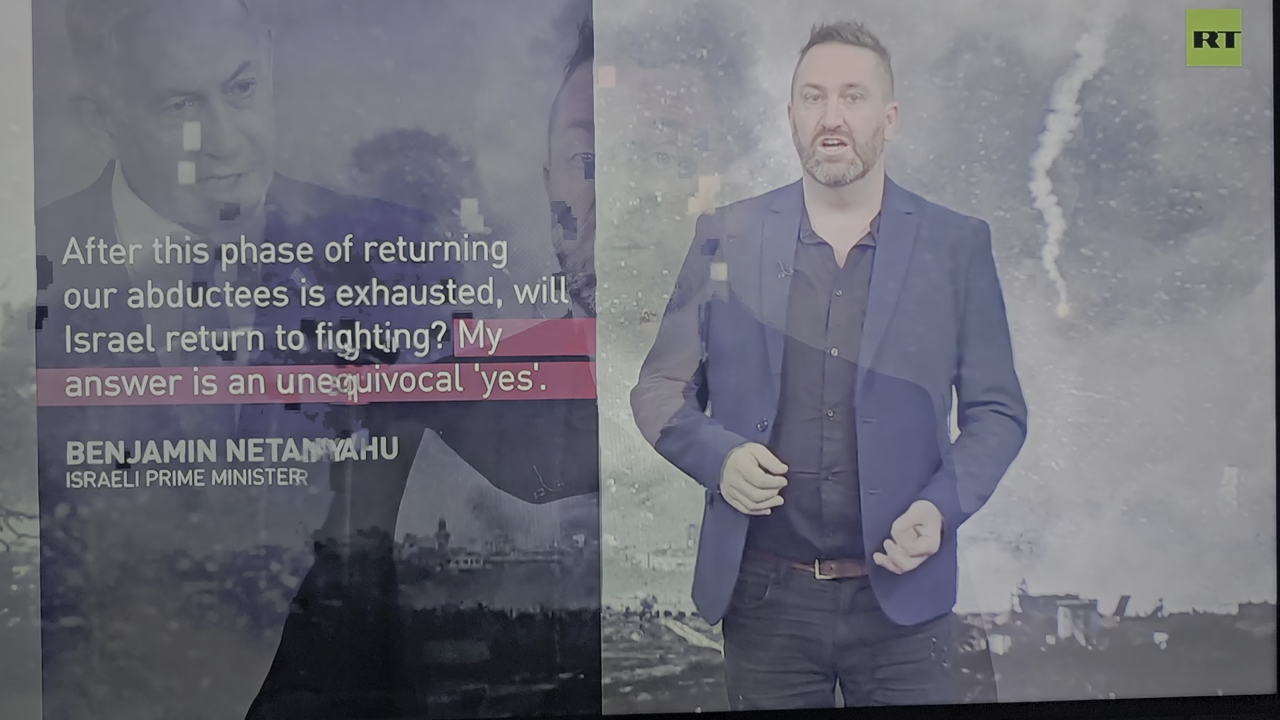 RT
After this phase of returning
our abductees is exhausted, will
Israel return to fighting? My
answer is an unequivocal 'yes'.
BENJAMIN NETANYAHU
ISRAELI PRIME MINISTER